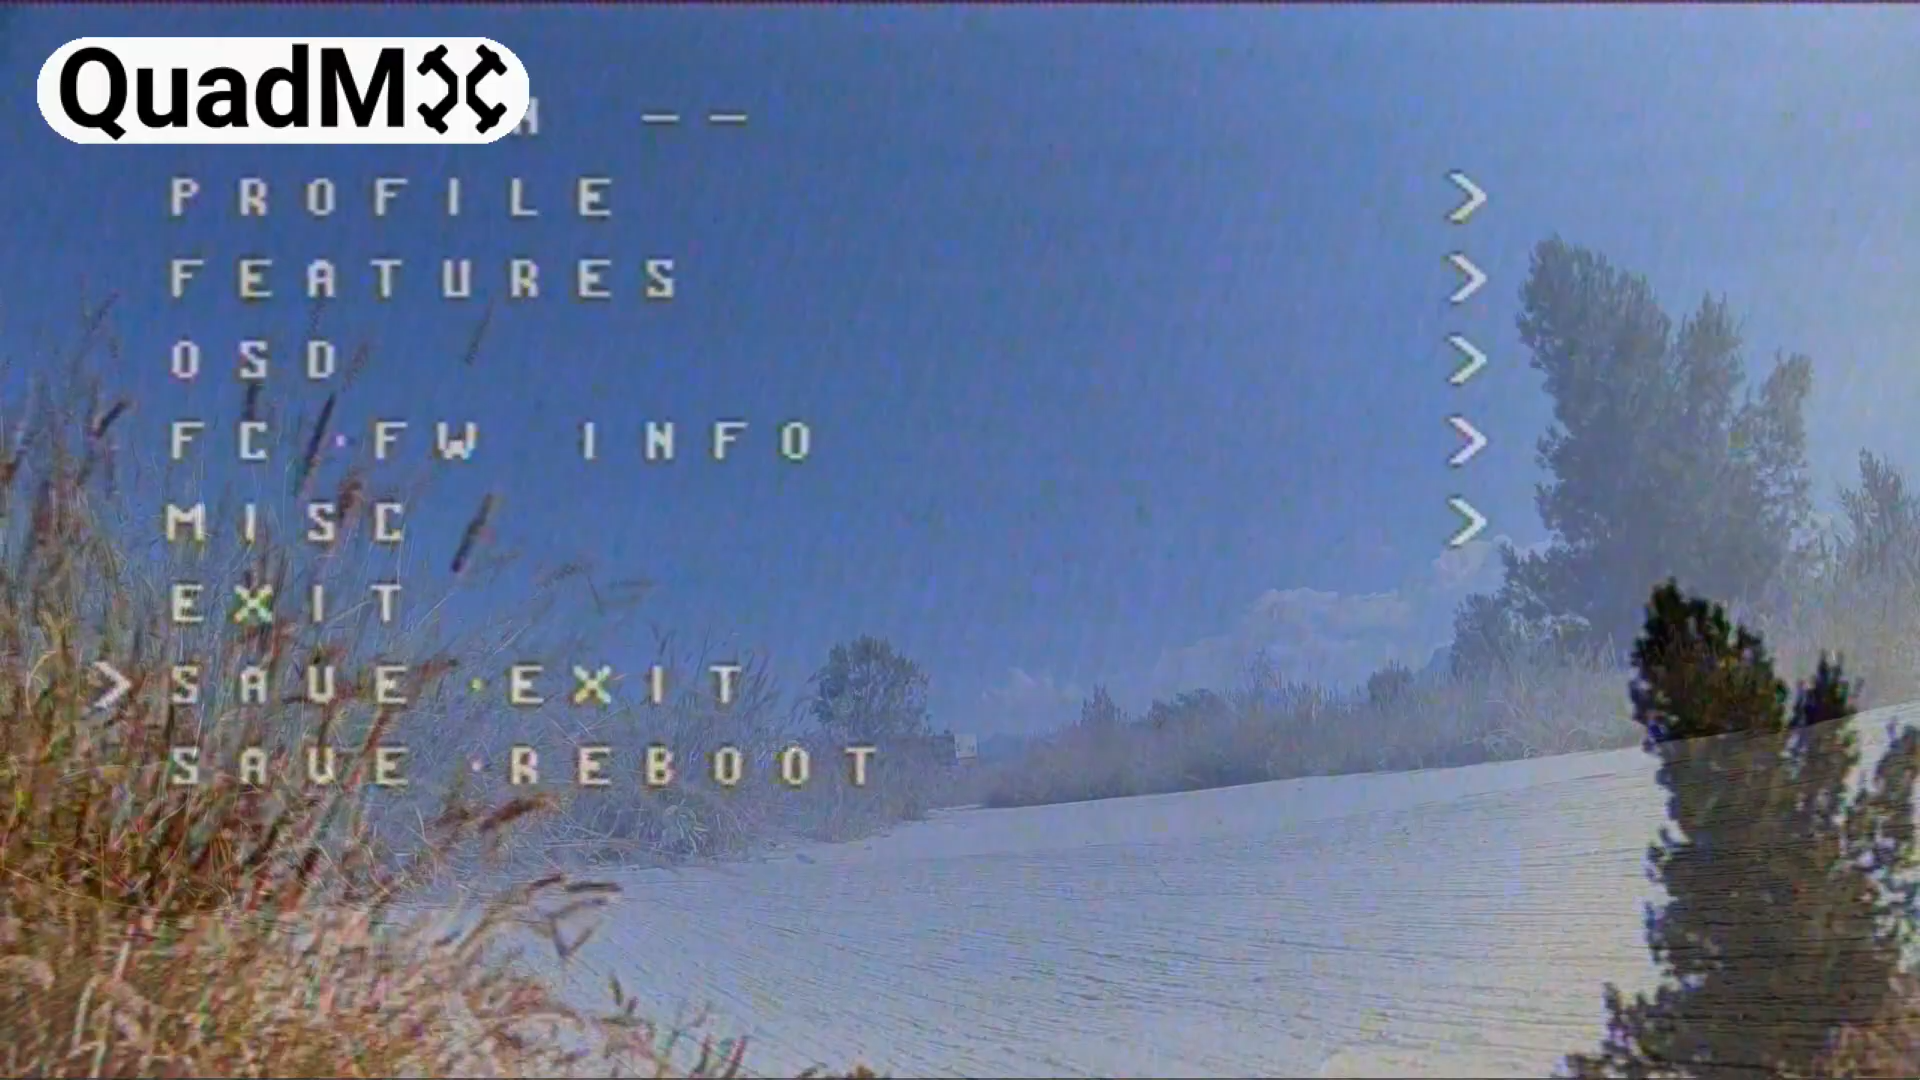 QuadM
--
PROFILE >
FEATURES >
OSD >
FC·FW INFO >
MISC >
EXIT
> SAVE·EXIT
SAVE·REBOOT